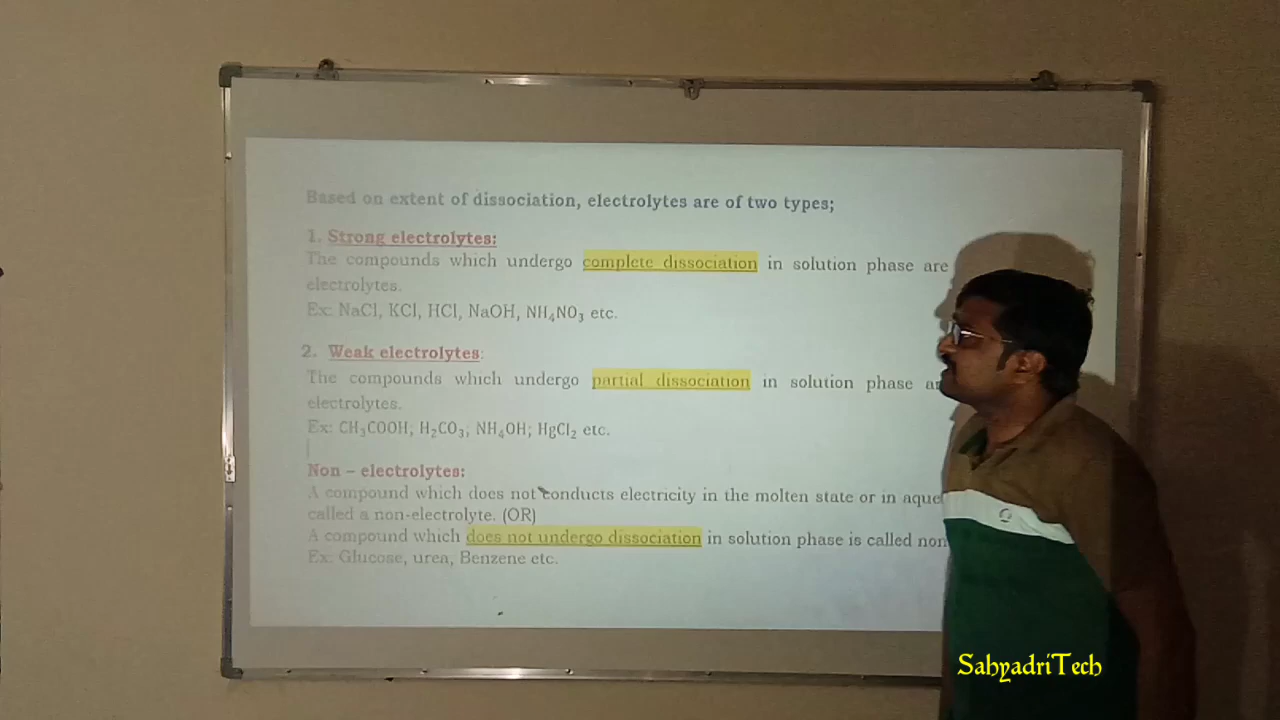 Based on extent of dissociation, electrolytes are of two types;
1. Strong electrolytes:
The compounds which undergo complete dissociation in solution phase are
electrolytes.
Ex: NaCl, KCl, HCl, NaOH, NH₄NO₃ etc.
2. Weak electrolytes:
The compounds which undergo partial dissociation in solution phase
electrolytes.
Ex: CH₃COOH; H₂CO₃; NH₄OH; HgCl₂ etc.
Non – electrolytes:
A compound which does not conducts electricity in the molten state or in
called a non-electrolyte. (OR)
A compound which does not undergo dissociation in solution phase is called non
Ex: Glucose, urea, Benzene etc.
SahyadriTech